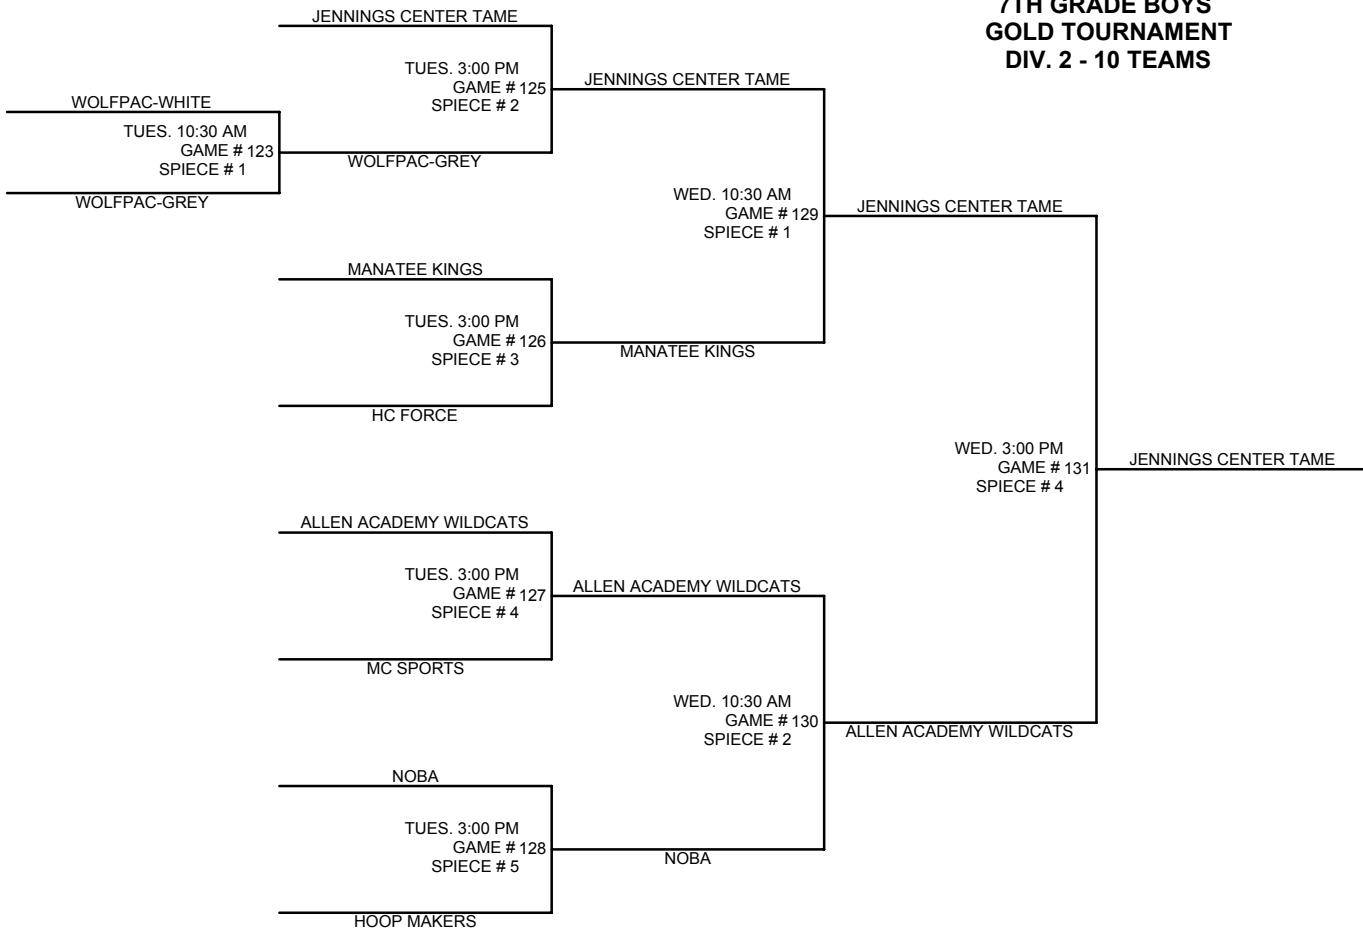 7TH GRADE BOYS
GOLD TOURNAMENT
DIV. 2 - 10 TEAMS
JENNINGS CENTER TAME
TUES. 3:00 PM
GAME # 125
SPIECE # 2
JENNINGS CENTER TAME
WOLFPAC-WHITE
TUES. 10:30 AM
GAME # 123
SPIECE # 1
WOLFPAC-GREY
WOLFPAC-GREY
WED. 10:30 AM
GAME # 129
SPIECE # 1
JENNINGS CENTER TAME
MANATEE KINGS
TUES. 3:00 PM
GAME # 126
SPIECE # 3
MANATEE KINGS
HC FORCE
WED. 3:00 PM
GAME # 131
SPIECE # 4
JENNINGS CENTER TAME
ALLEN ACADEMY WILDCATS
TUES. 3:00 PM
GAME # 127
SPIECE # 4
ALLEN ACADEMY WILDCATS
MC SPORTS
WED. 10:30 AM
GAME # 130
SPIECE # 2
ALLEN ACADEMY WILDCATS
NOBA
TUES. 3:00 PM
GAME # 128
SPIECE # 5
NOBA
HOOP MAKERS